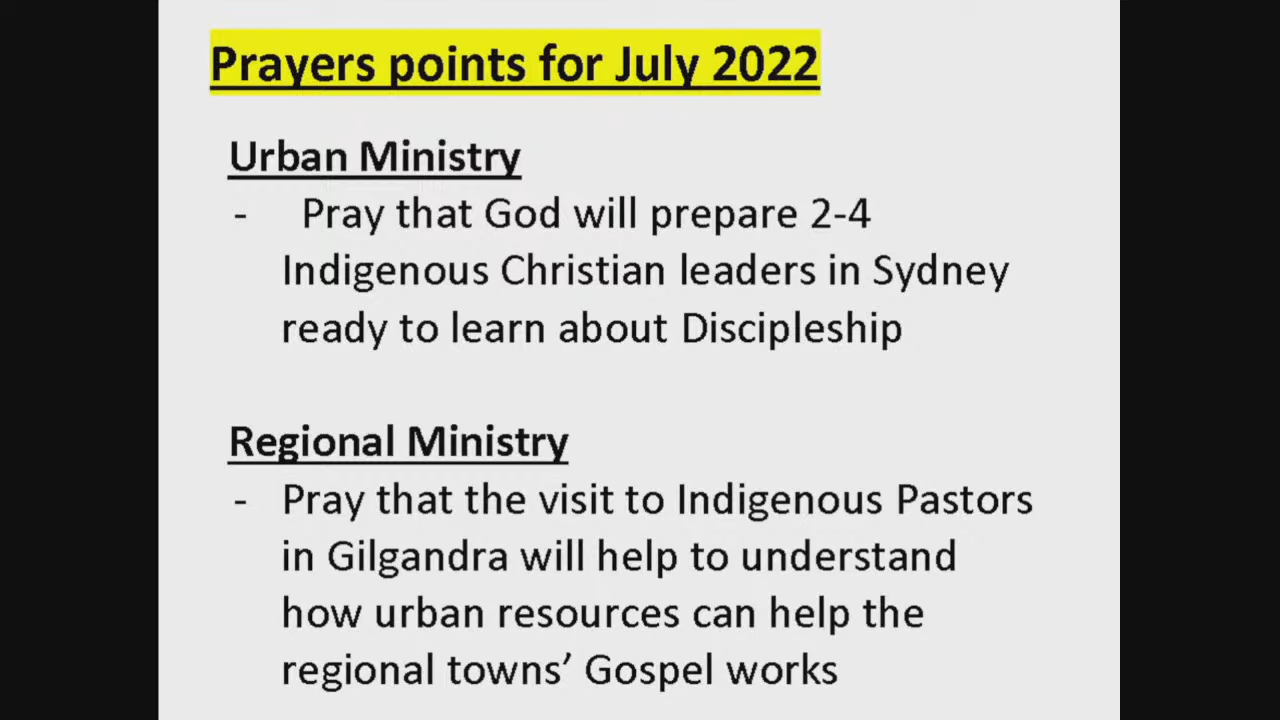 Prayers points for July 2022
Urban Ministry
- Pray that God will prepare 2-4
Indigenous Christian leaders in Sydney
ready to learn about Discipleship
Regional Ministry
- Pray that the visit to Indigenous Pastors
in Gilgandra will help to understand
how urban resources can help the
regional towns’ Gospel works